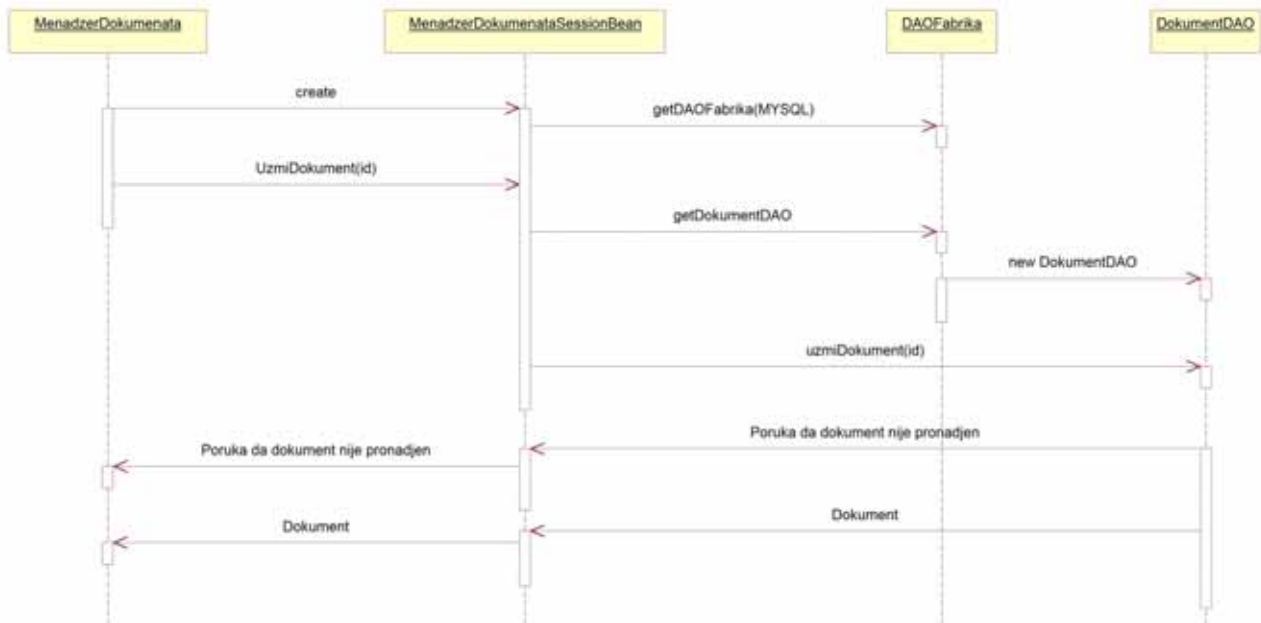 MenadzerDokumenata
MenadzerDokumenataSessionBean
DAOFabrika
DokumentDAO
create
getDAOFabrika(MYSQL)
UzmiDokument(id)
getDokumentDAO
new DokumentDAO
uzmiDokument(id)
Poruka da dokument nije pronadjen
Poruka da dokument nije pronadjen
Dokument
Dokument